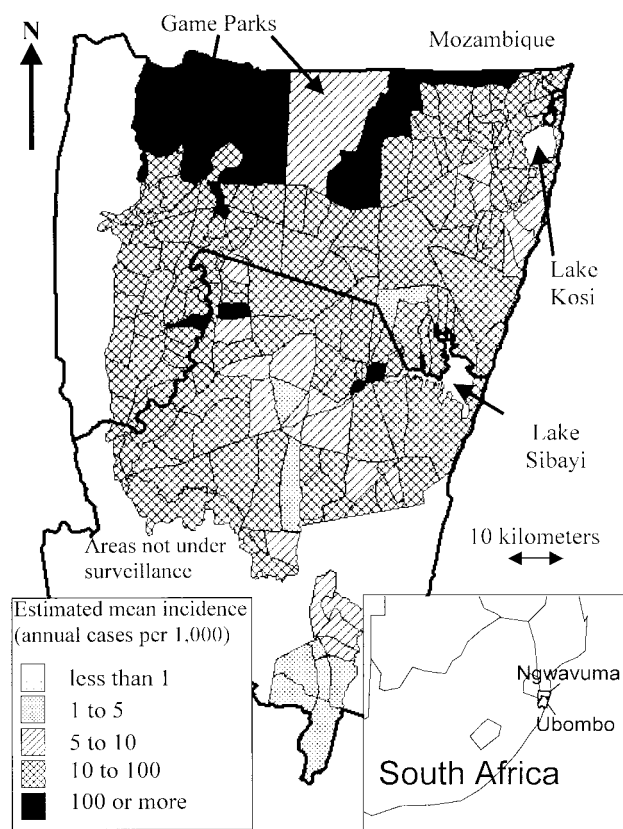 Game Parks
N
Mozambique
Lake
Kosi
Lake
Sibayi
Areas not under
surveillance
10 kilometers
Estimated mean incidence
(annual cases per 1,000)
less than 1
1 to 5
5 to 10
10 to 100
100 or more
Ngwavuma
Ubombo
South Africa